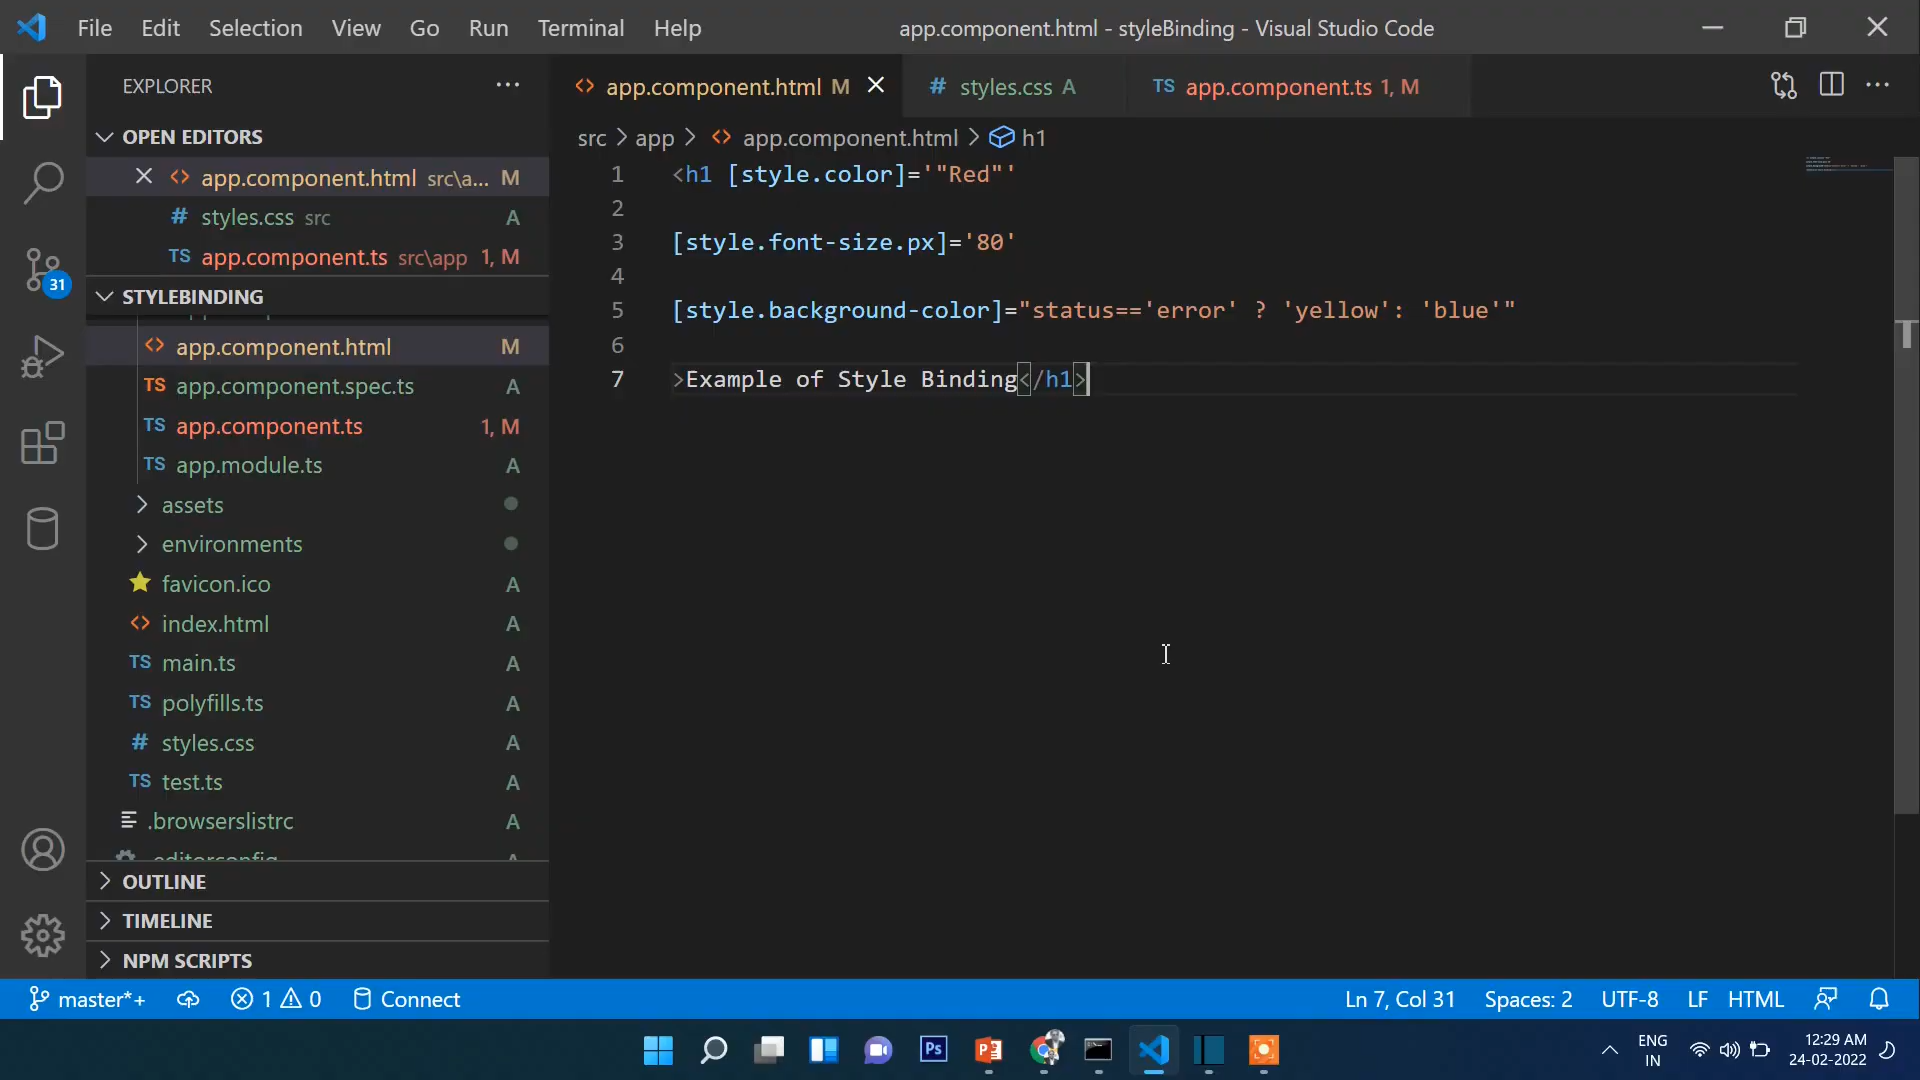 File Edit Selection View Go Run Terminal Help
app.component.html - styleBinding - Visual Studio Code
EXPLORER
OPEN EDITORS
app.component.html src\a... M
styles.css src A
TS app.component.ts src\app 1, M
STYLEBINDING
app.component.html M
TS app.component.spec.ts A
TS app.component.ts 1, M
TS app.module.ts A
assets
environments
favicon.ico A
index.html A
TS main.ts A
TS polyfills.ts A
# styles.css A
TS test.ts A
.browserslistrc A
.editorconfig A
OUTLINE
TIMELINE
NPM SCRIPTS
31
app.component.html M
# styles.css A
TS app.component.ts 1, M
src > app > <> app.component.html > h1
1 <h1 [style.color]='"Red"'
2
3 [style.font-size.px]='80'
4
5 [style.background-color]="status=='error' ? 'yellow': 'blue'"
6
7 >Example of Style Binding</h1>
master*+ 1 0 Connect
Ln 7, Col 31 Spaces: 2 UTF-8 LF HTML
Ps
ENG
IN
12:29 AM
24-02-2022